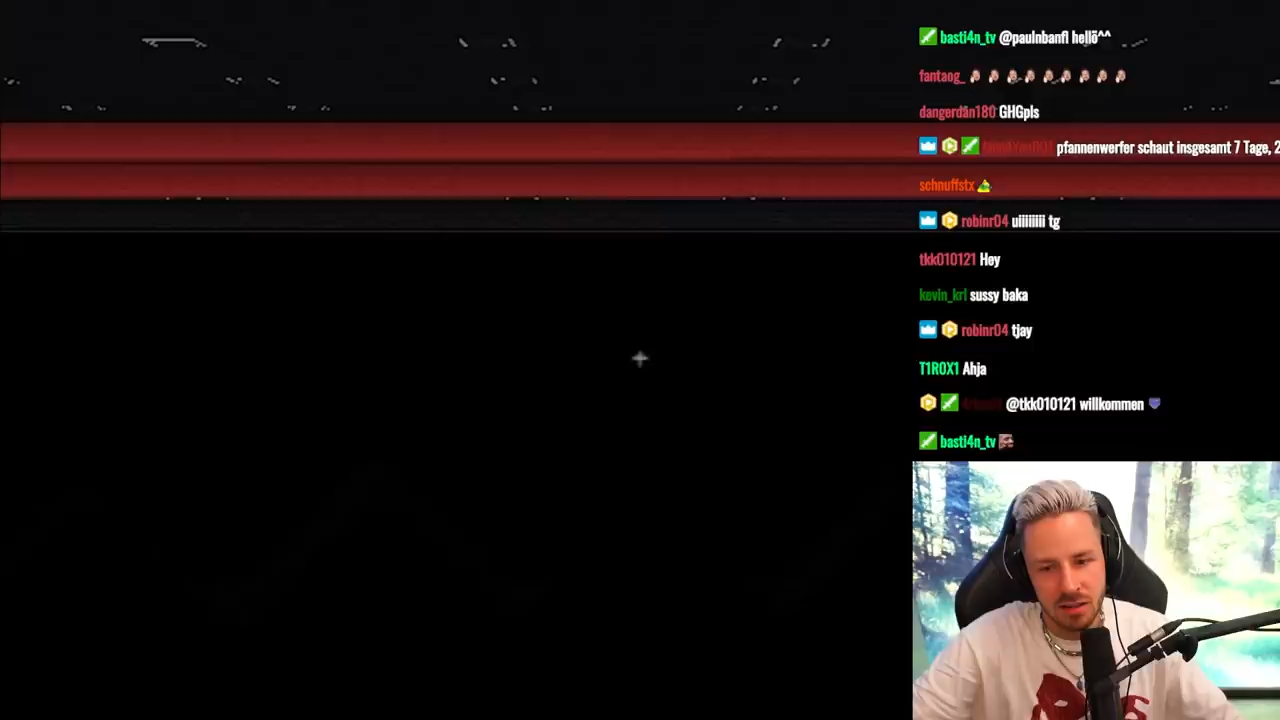 basti4n_tv @paulnbanfl hellö^^
fantaog_
dangerdän180 GHGpls
pfannenwerfer schaut insgesamt 7 Tage, 2
schnuffstx
robinr04 uiiiiiiii tg
tkk010121 Hey
kevin_krl sussy baka
robinr04 tjay
T1R0X1 Ahja
@tkk010121 willkommen
basti4n_tv